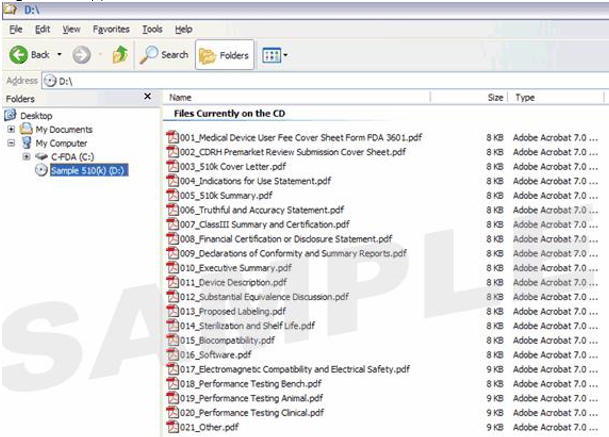 D:\
File Edit View Favorites Tools Help
Back Search Folders
Address D:\
Folders
Desktop
My Documents
My Computer
C-FDA (C:)
Sample 510(k) (D:)
Name Size Type
Files Currently on the CD
001_Medical Device User Fee Cover Sheet Form FDA 3601.pdf 8 KB Adobe Acrobat 7.0 ...
002_CDRH Premarket Review Submission Cover Sheet.pdf 8 KB Adobe Acrobat 7.0 ...
003_510k Cover Letter.pdf 8 KB Adobe Acrobat 7.0 ...
004_Indications for Use Statement.pdf 8 KB Adobe Acrobat 7.0 ...
005_510k Summary.pdf 8 KB Adobe Acrobat 7.0 ...
006_Truthful and Accuracy Statement.pdf 8 KB Adobe Acrobat 7.0 ...
007_ClassIII Summary and Certification.pdf 8 KB Adobe Acrobat 7.0 ...
008_Financial Certification or Disclosure Statement.pdf 8 KB Adobe Acrobat 7.0 ...
009_Declarations of Conformity and Summary Reports.pdf 8 KB Adobe Acrobat 7.0 ...
010_Executive Summary.pdf 8 KB Adobe Acrobat 7.0 ...
011_Device Description.pdf 8 KB Adobe Acrobat 7.0 ...
012_Substantial Equivalence Discussion.pdf 8 KB Adobe Acrobat 7.0 ...
013_Proposed Labeling.pdf 8 KB Adobe Acrobat 7.0 ...
014_Sterilization and Shelf Life.pdf 8 KB Adobe Acrobat 7.0 ...
015_Biocompatibility.pdf 8 KB Adobe Acrobat 7.0 ...
016_Software.pdf 8 KB Adobe Acrobat 7.0 ...
017_Electromagnetic Compatibility and Electrical Safety.pdf 9 KB Adobe Acrobat 7.0 ...
018_Performance Testing Bench.pdf 9 KB Adobe Acrobat 7.0 ...
019_Performance Testing Animal.pdf 9 KB Adobe Acrobat 7.0 ...
020_Performance Testing Clinical.pdf 9 KB Adobe Acrobat 7.0 ...
021_Other.pdf 9 KB Adobe Acrobat 7.0 ...
SAMPLE